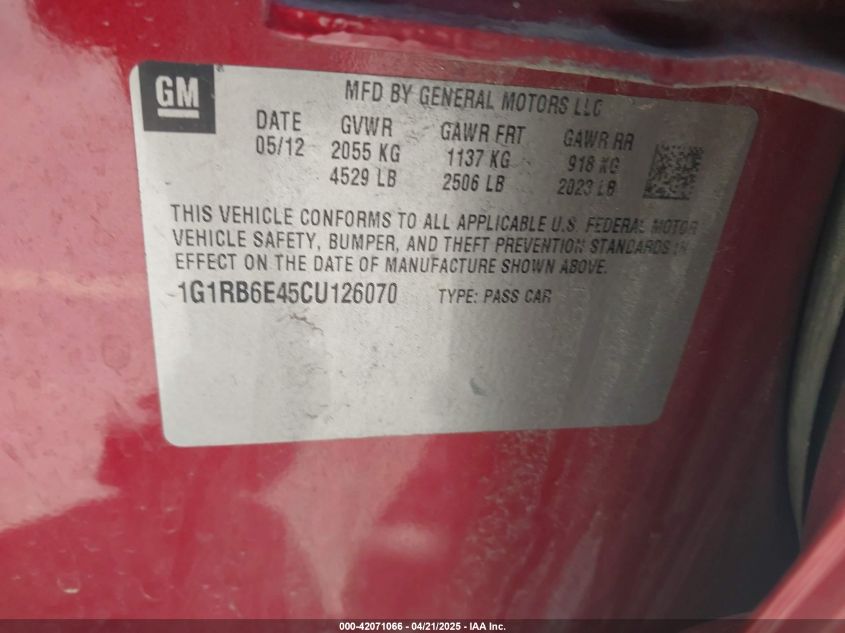 GM
MFD BY GENERAL MOTORS LLC
DATE GVWR GAWR FRT GAWR RR
05/12 2055 KG 1137 KG 918 KG
4529 LB 2506 LB 2023 LB
THIS VEHICLE CONFORMS TO ALL APPLICABLE U.S. FEDERAL MOTOR
VEHICLE SAFETY, BUMPER, AND THEFT PREVENTION STANDARDS IN
EFFECT ON THE DATE OF MANUFACTURE SHOWN ABOVE.
1G1RB6E45CU126070 TYPE: PASS CAR
000-42071066 - 04/21/2025 - IAA Inc.